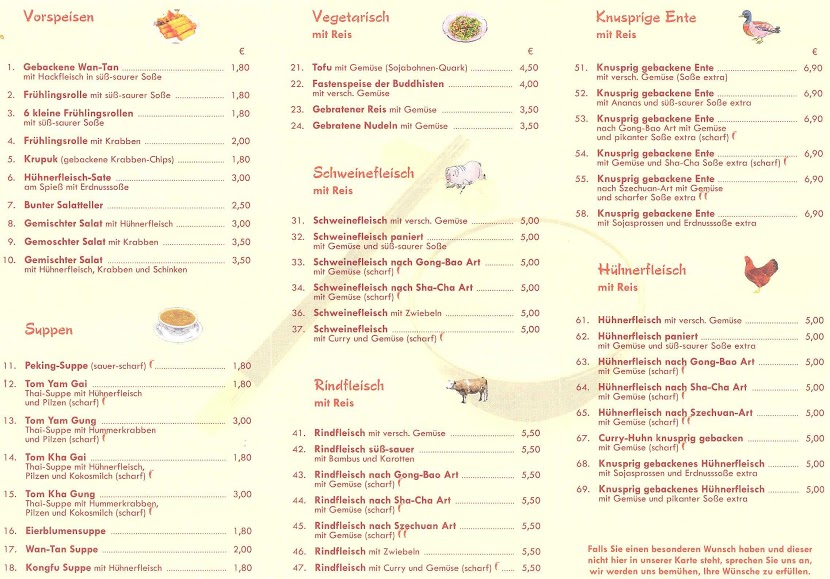 Vorspeisen
€
1. Gebackene Wan-Tan 1,80
mit Hackfleisch in süß-saurer Soße
2. Frühlingsrolle mit süß-saurer Soße 1,80
3. 6 kleine Frühlingsrollen 1,80
mit süß-saurer Soße
4. Frühlingsrolle mit Krabben 2,00
5. Krupuk (gebackene Krabben-Chips) 1,80
6. Hühnerfleisch-Sate 3,00
am Spieß mit Erdnusssoße
7. Bunter Salatteller 2,50
8. Gemischter Salat mit Hühnerfleisch 3,00
9. Gemoschter Salat mit Krabben 3,50
10. Gemischter Salat 3,50
mit Hühnerfleisch, Krabben und Schinken
Suppen
11. Peking-Suppe (sauer-scharf) 1,80
12. Tom Yam Gai 1,80
Thai-Suppe mit Hühnerfleisch
und Pilzen (scharf)
13. Tom Yam Gung 3,00
Thai-Suppe mit Hummerkrabben
und Pilzen (scharf)
14. Tom Kha Gai 1,80
Thai-Suppe mit Hühnerfleisch,
Pilzen und Kokosmilch (scharf)
15. Tom Kha Gung 3,00
Thai-Suppe mit Hummerkrabben,
Pilzen und Kokosmilch (scharf)
16. Eierblumensuppe 1,80
17. Wan-Tan Suppe 2,00
18. Kongfu Suppe mit Hühnerfleisch 1,80
Vegetarisch
mit Reis
€
21. Tofu mit Gemüse (Sojabohnen-Quark) 4,50
22. Fastenspeise der Buddhisten 4,00
mit versch. Gemüse
23. Gebratener Reis mit Gemüse 3,50
24. Gebratene Nudeln mit Gemüse 3,50
Schweinefleisch
mit Reis
31. Schweinefleisch mit versch. Gemüse 5,00
32. Schweinefleisch paniert 5,00
mit Gemüse und süß-saurer Soße
33. Schweinefleisch nach Gong-Bao Art 5,00
mit Gemüse (scharf)
34. Schweinefleisch nach Sha-Cha Art 5,00
mit Gemüse (scharf)
36. Schweinefleisch mit Zwiebeln 5,00
37. Schweinefleisch 5,00
mit Curry und Gemüse (scharf)
Rindfleisch
mit Reis
41. Rindfleisch mit versch. Gemüse 5,50
42. Rindfleisch süß-sauer 5,50
mit Bambus und Karotten
43. Rindfleisch nach Gong-Bao Art 5,50
mit Gemüse (scharf)
44. Rindfleisch nach Sha-Cha Art 5,50
mit Gemüse (scharf)
45. Rindfleisch nach Szechuan Art 5,50
mit Gemüse (scharf)
46. Rindfleisch mit Zwiebeln 5,50
47. Rindfleisch mit Curry und Gemüse (scharf) 5,50
Knusprige Ente
mit Reis
€
51. Knusprig gebackene Ente 6,90
mit versch. Gemüse (Soße extra)
52. Knusprig gebackene Ente 6,90
mit Ananas und süß-saurer Soße extra
53. Knusprig gebackene Ente 6,90
nach Gong-Bao Art mit Gemüse
und pikanter Soße extra (scharf)
54. Knusprig gebackene Ente 6,90
mit Gemüse und Sha-Cha Soße extra (scharf)
55. Knusprig gebackene Ente 6,90
nach Szechuan-Art mit Gemüse
und scharfer Soße extra
58. Knusprig gebackene Ente 6,90
mit Sojasprossen und Erdnusssoße extra
Hühnerfleisch
mit Reis
61. Hühnerfleisch mit versch. Gemüse 5,00
62. Hühnerfleisch paniert 5,00
mit Gemüse und süß-saurer Soße extra
63. Hühnerfleisch nach Gong-Bao Art 5,00
mit Gemüse (scharf)
64. Hühnerfleisch nach Sha-Cha Art 5,00
mit Gemüse (scharf)
65. Hühnerfleisch nach Szechuan-Art 5,00
mit Gemüse (scharf)
67. Curry-Huhn knusprig gebacken 5,00
mit Gemüse (scharf)
68. Knusprig gebackenes Hühnerfleisch 5,00
mit Sojasprossen und Erdnusssoße extra
69. Knusprig gebackenes Hühnerfleisch 5,00
mit Gemüse und pikanter Soße extra
Falls Sie einen besonderen Wunsch haben und dieser
nicht hier in unserer Karte steht, sprechen Sie uns an,
wir werden uns bemühen, Ihre Wünsche zu erfüllen.